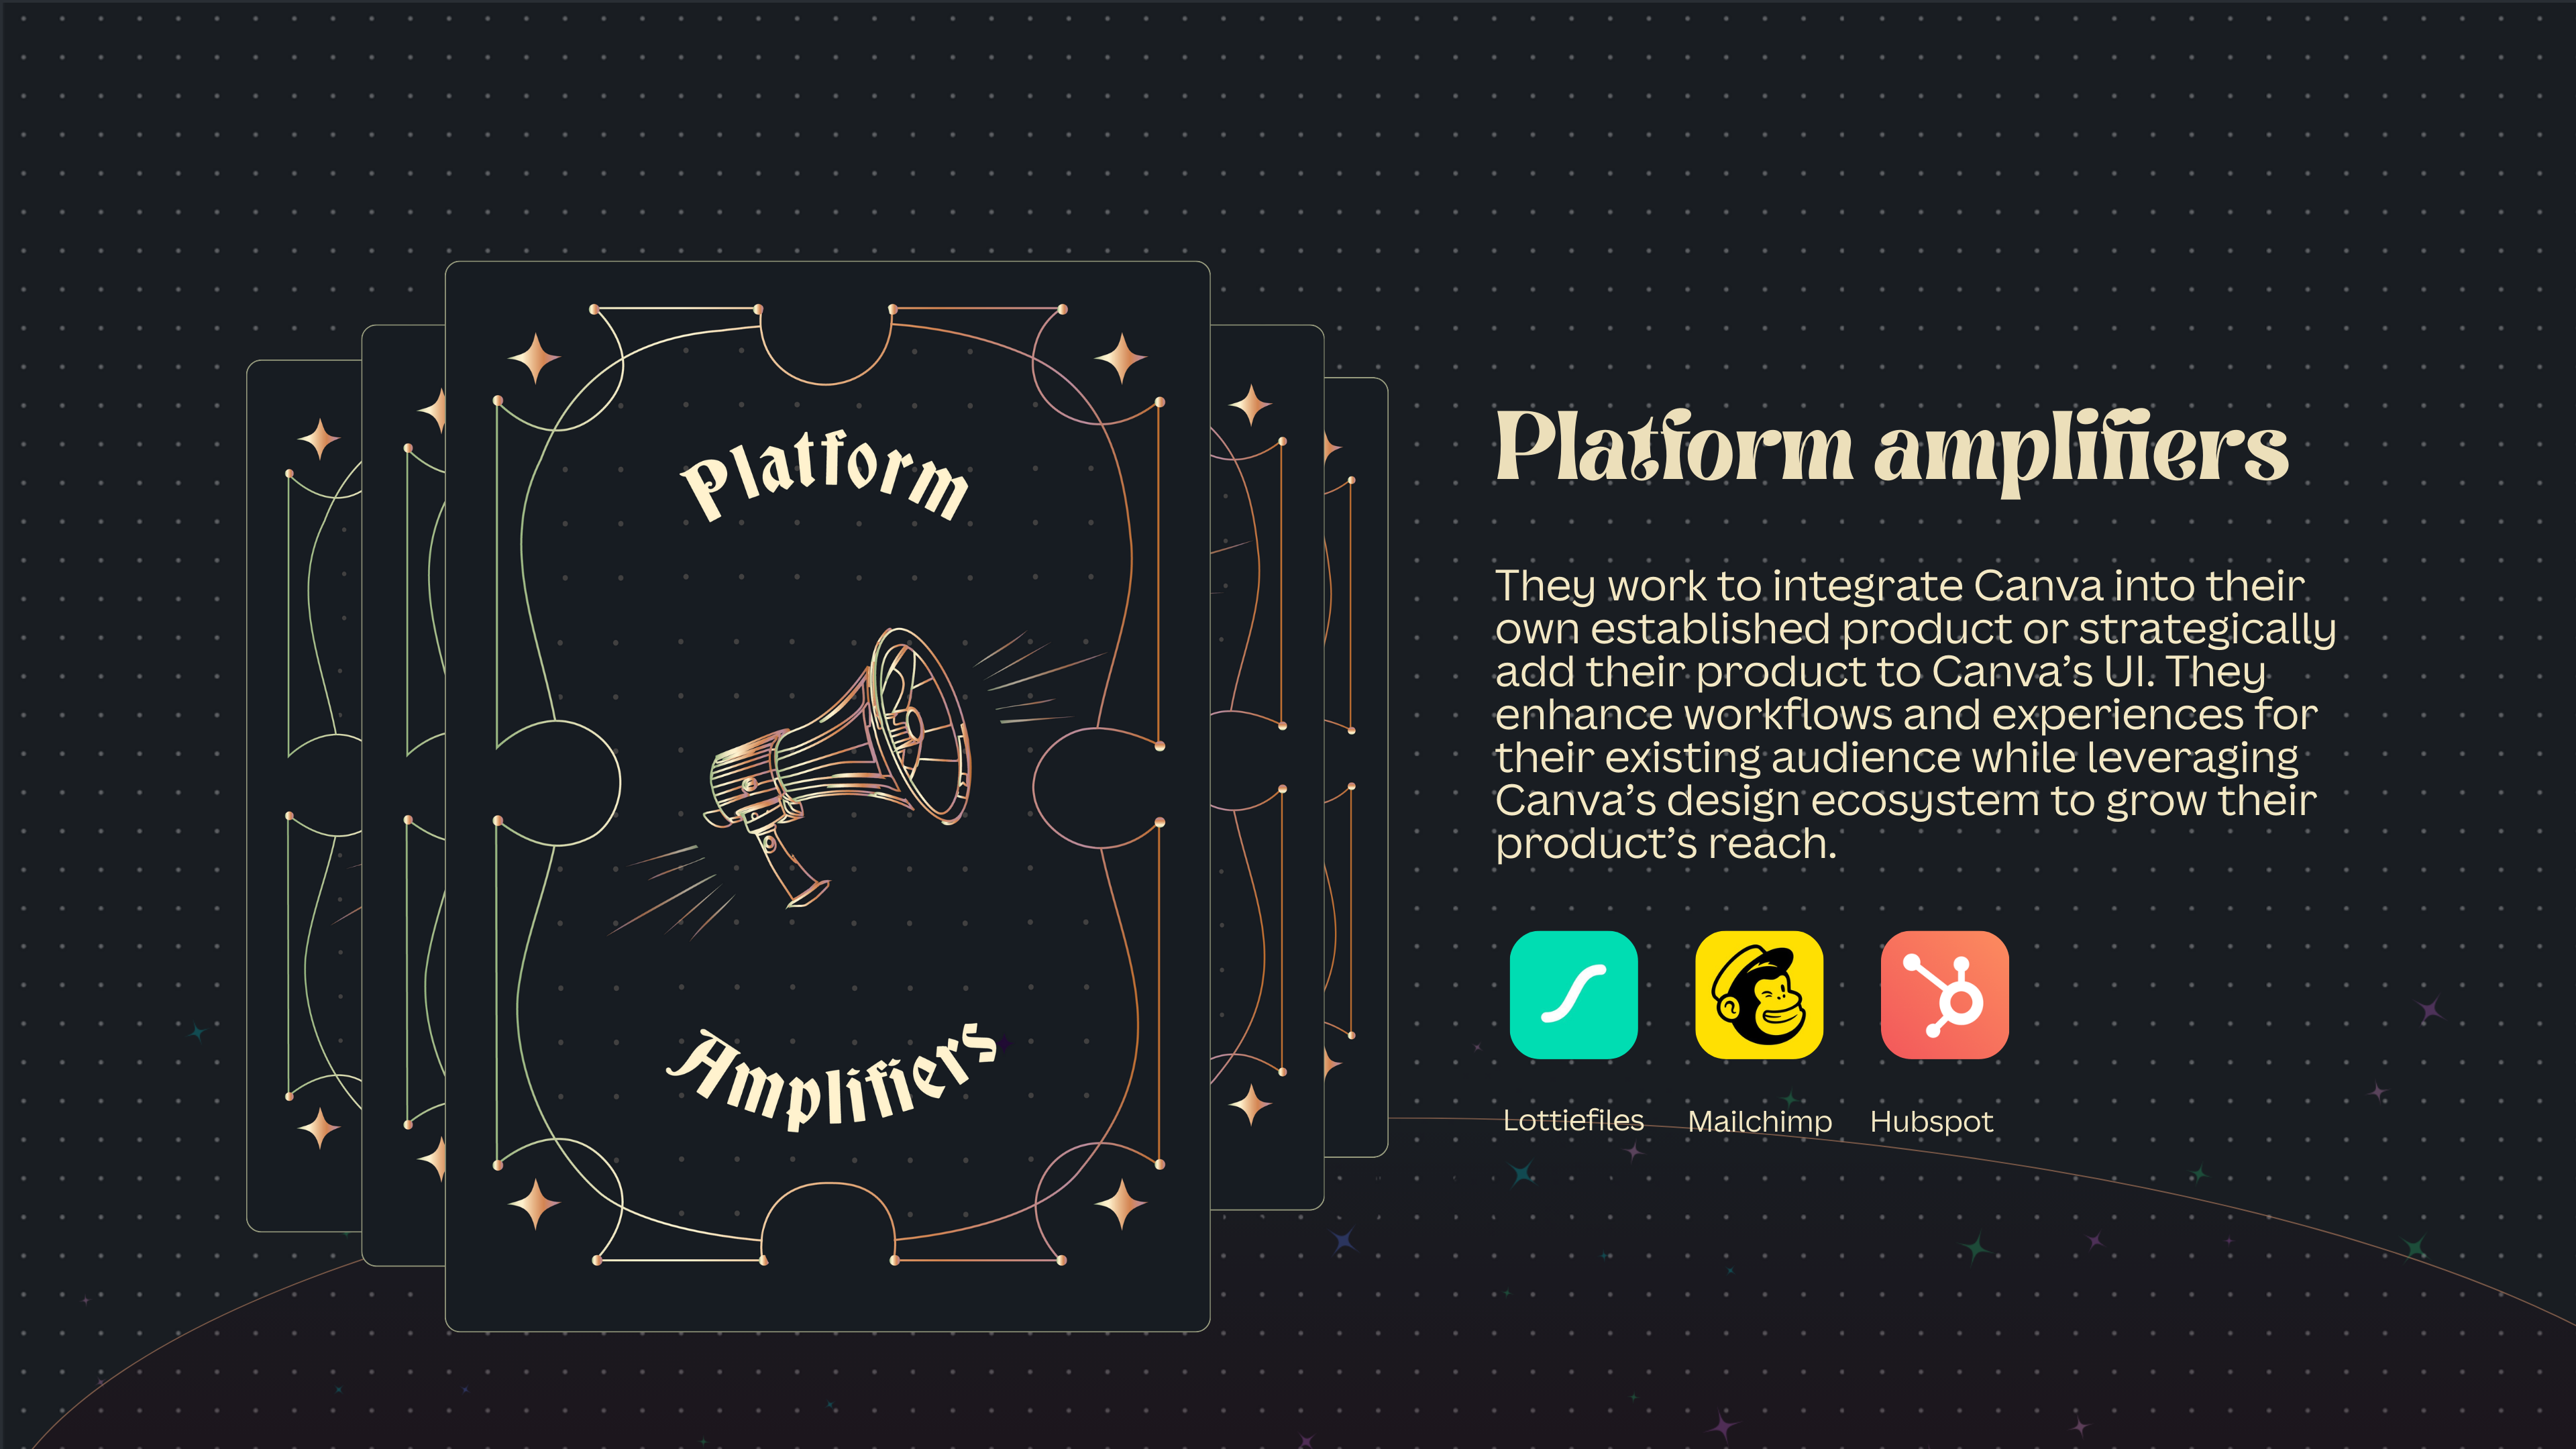 Platform
Amplifiers
Platform amplifiers
They work to integrate Canva into their
own established product or strategically
add their product to Canva’s UI. They
enhance workflows and experiences for
their existing audience while leveraging
Canva’s design ecosystem to grow their
product’s reach.
Lottiefiles Mailchimp Hubspot